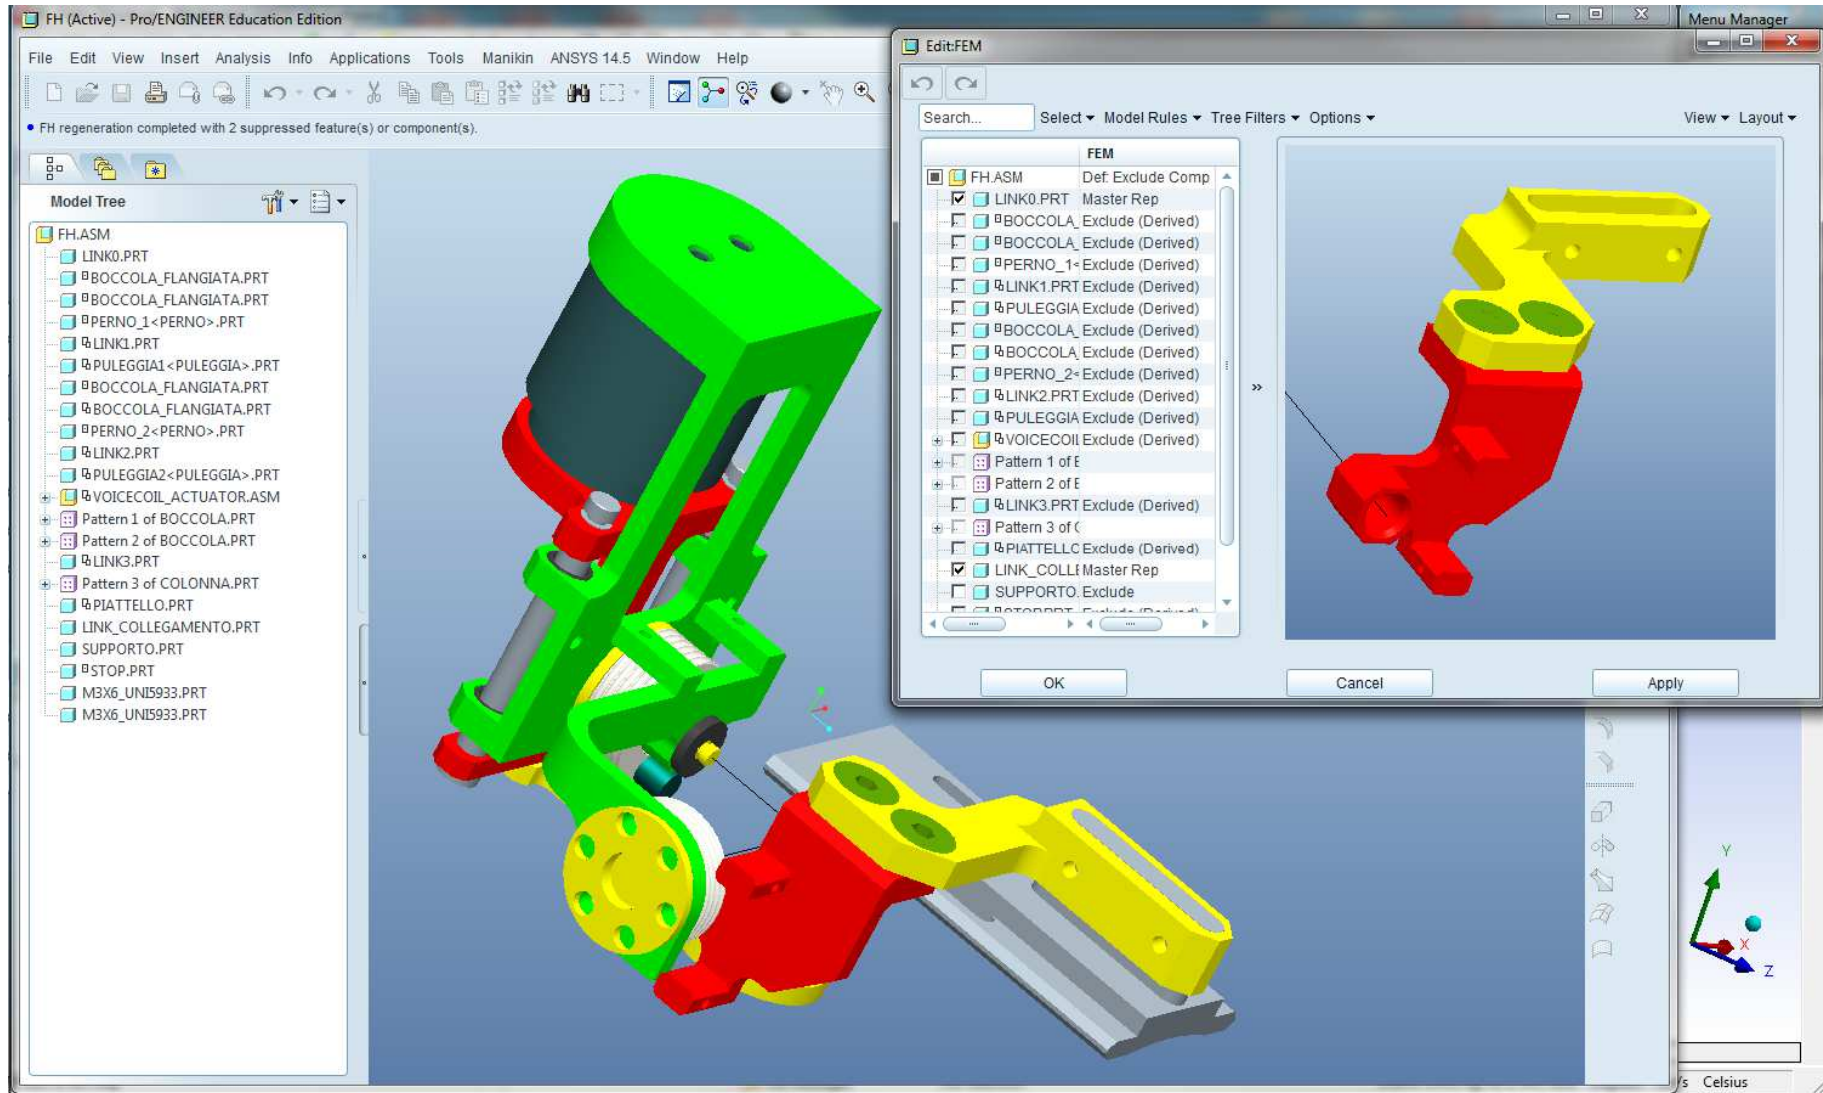 FH (Active) - Pro/ENGINEER Education Edition
File Edit View Insert Analysis Info Applications Tools Manikin ANSYS 14.5 Window Help
FH regeneration completed with 2 suppressed feature(s) or component(s).
Model Tree
FH.ASM
LINK0.PRT
BOCCOLA_FLANGIATA.PRT
BOCCOLA_FLANGIATA.PRT
PERNO_1<PERNO>.PRT
LINK1.PRT
PULEGGIA1<PULEGGIA>.PRT
BOCCOLA_FLANGIATA.PRT
BOCCOLA_FLANGIATA.PRT
PERNO_2<PERNO>.PRT
LINK2.PRT
PULEGGIA2<PULEGGIA>.PRT
VOICECOIL_ACTUATOR.ASM
Pattern 1 of BOCCOLA.PRT
Pattern 2 of BOCCOLA.PRT
LINK3.PRT
Pattern 3 of COLONNA.PRT
PIATTELLO.PRT
LINK_COLLEGAMENTO.PRT
SUPPORTO.PRT
STOP.PRT
M3X6_UNI5933.PRT
M3X6_UNI5933.PRT
Menu Manager
Edit:FEM
Search... Select Model Rules Tree Filters Options View Layout
FEM
FH.ASM Def: Exclude Comp
LINK0.PRT Master Rep
BOCCOLA_ Exclude (Derived)
BOCCOLA_ Exclude (Derived)
PERNO_1< Exclude (Derived)
LINK1.PRT Exclude (Derived)
PULEGGIA Exclude (Derived)
BOCCOLA_ Exclude (Derived)
BOCCOLA_ Exclude (Derived)
PERNO_2< Exclude (Derived)
LINK2.PRT Exclude (Derived)
PULEGGIA Exclude (Derived)
VOICECOIL Exclude (Derived)
Pattern 1 of
Pattern 2 of
LINK3.PRT Exclude (Derived)
Pattern 3 of
PIATTELLO Exclude (Derived)
LINK_COLLE Master Rep
SUPPORTO. Exclude
OK Cancel Apply
Y
X
Z
Celsius